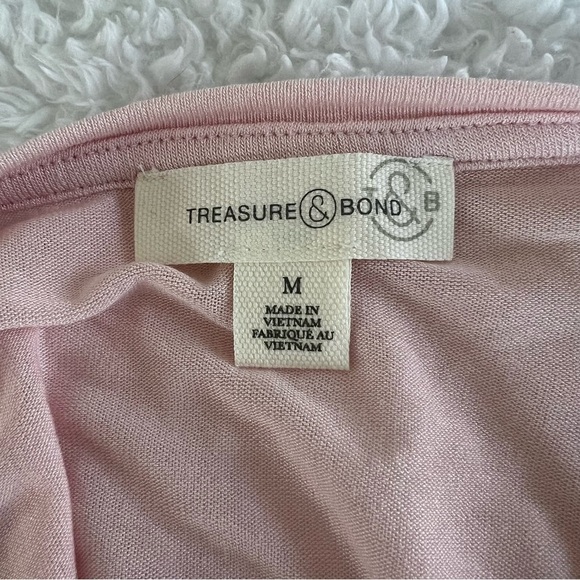 TREASURE & BOND
T & B
M
MADE IN
VIETNAM
FABRIQUÉ AU
VIETNAM